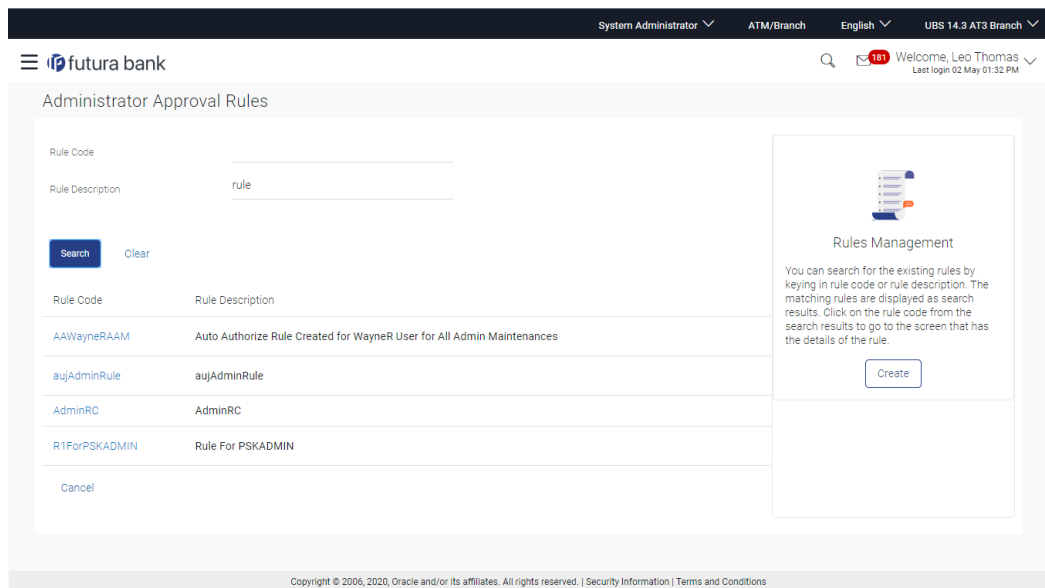 System Administrator ATM/Branch English UBS 14.3 AT3 Branch
futura bank 181 Welcome, Leo Thomas
Last login 02 May 01:32 PM
Administrator Approval Rules
Rule Code
Rule Description rule
Search Clear
Rule Code Rule Description
AAWayneRAAM Auto Authorize Rule Created for WayneR User for All Admin Maintenances
aujAdminRule aujAdminRule
AdminRC AdminRC
R1ForPSKADMIN Rule For PSKADMIN
Cancel
Rules Management
You can search for the existing rules by
keying in rule code or rule description. The
matching rules are displayed as search
results. Click on the rule code from the
search results to go to the screen that has
the details of the rule.
Create
Copyright © 2006, 2020, Oracle and/or its affiliates. All rights reserved. | Security Information | Terms and Conditions